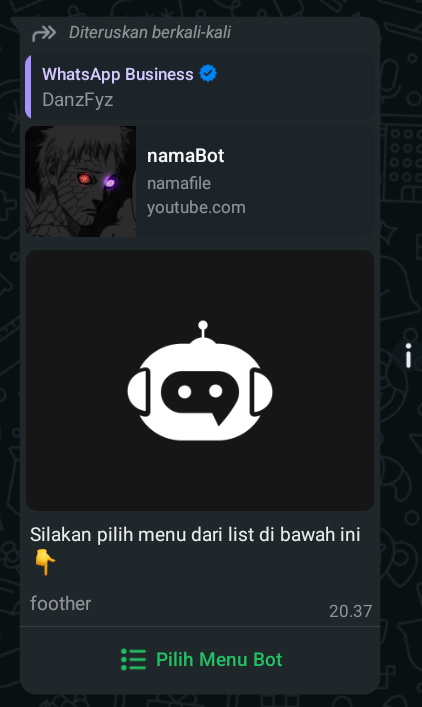 Diteruskan berkali-kali
WhatsApp Business
DanzFyz
namaBot
namafile
youtube.com
Silakan pilih menu dari list di bawah ini
👇
foother
20.37
Pilih Menu Bot